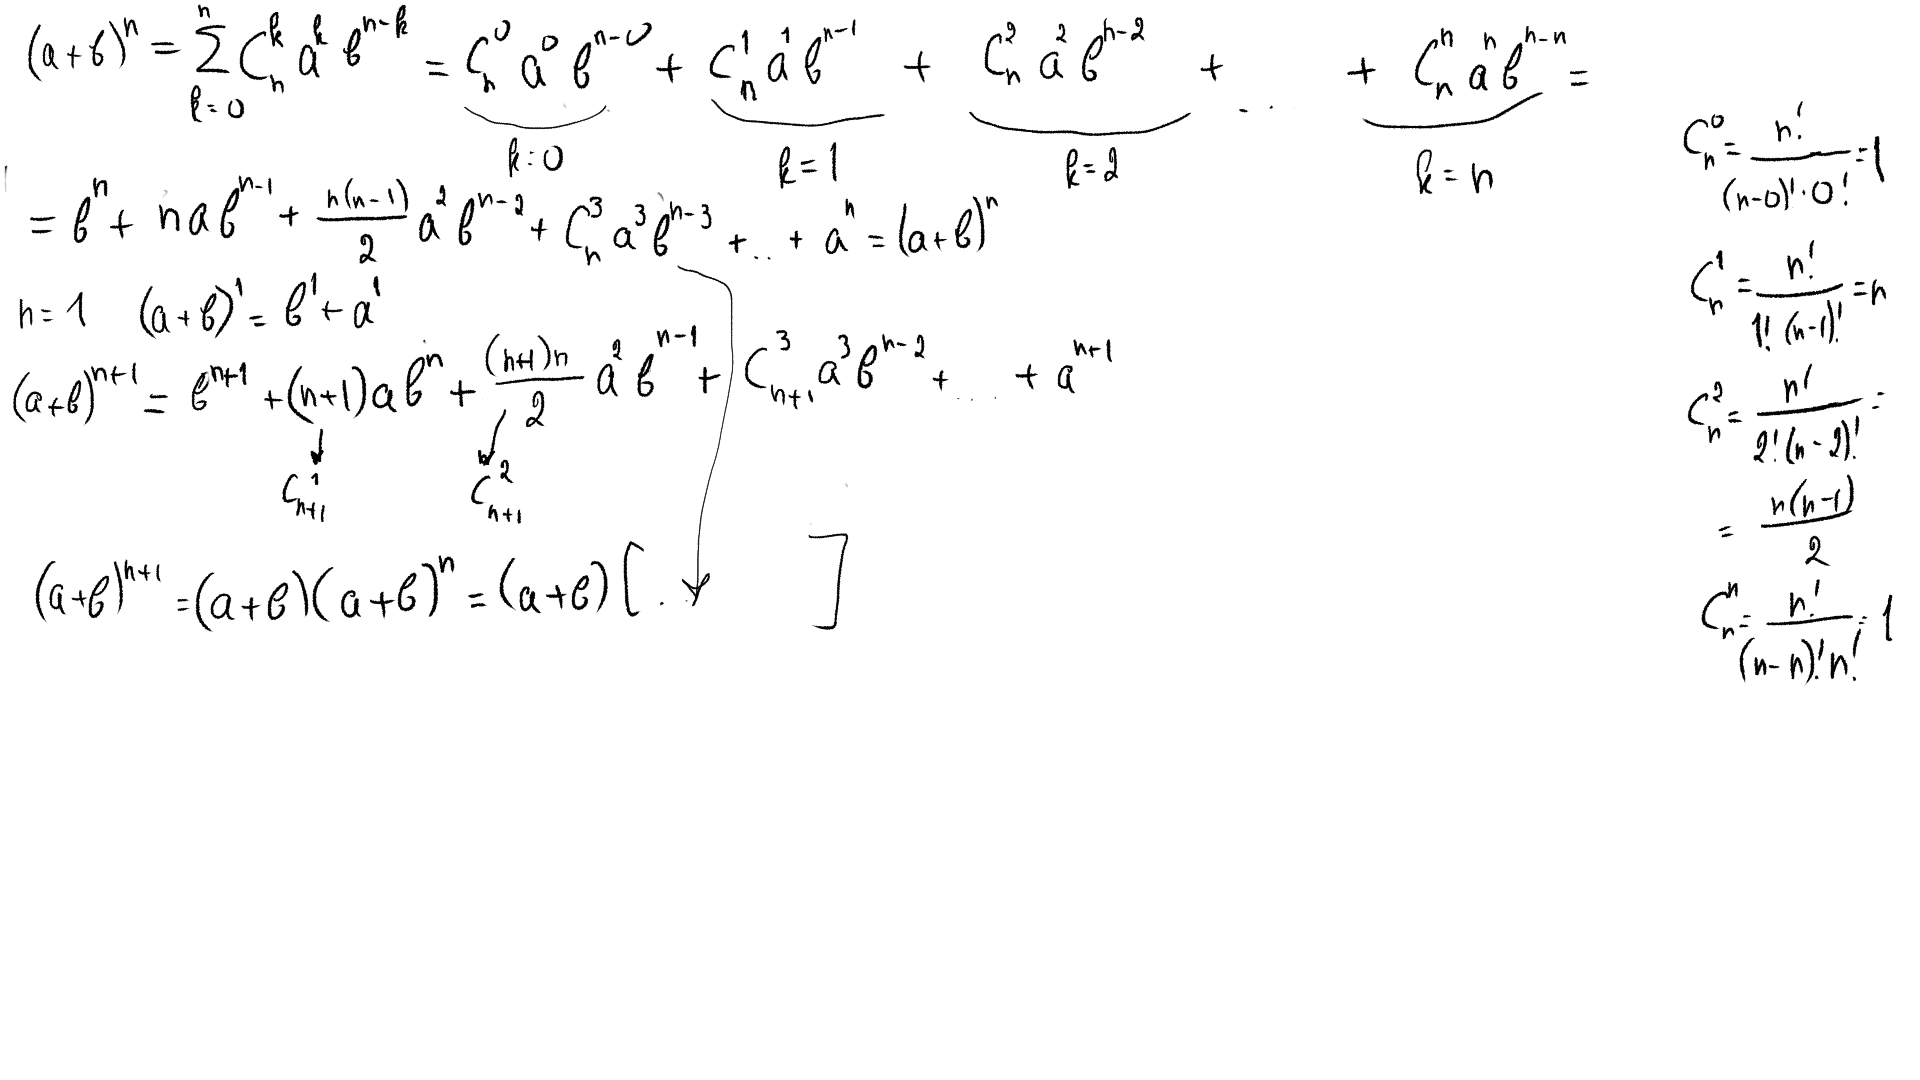 (a+b)^n = \sum_{k=0}^{n} C_n^k a^k b^{n-k} = C_n^0 a^0 b^{n-0} + C_n^1 a^1 b^{n-1} + C_n^2 a^2 b^{n-2} + ... + C_n^n a^n b^{n-n} =
k=0 k=1 k=2 k=n
= b^n + nab^{n-1} + \frac{n(n-1)}{2} a^2 b^{n-2} + C_n^3 a^3 b^{n-3} + .. + a^n = (a+b)^n
n=1 (a+b)^1 = b^1 + a^1
(a+b)^{n+1} = b^{n+1} + (n+1)ab^n + \frac{(n+1)n}{2} a^2 b^{n-1} + C_{n+1}^3 a^3 b^{n-2} + .... + a^{n+1}
C_{n+1}^1 C_{n+1}^2
(a+b)^{n+1} = (a+b)(a+b)^n = (a+b)[.. ]
C_n^0 = \frac{n!}{(n-0)! \cdot 0!} = 1
C_n^1 = \frac{n!}{1! (n-1)!} = n
C_n^2 = \frac{n!}{2! (n-2)!} =
= \frac{n(n-1)}{2}
C_n^n = \frac{n!}{(n-n)! n!} = 1